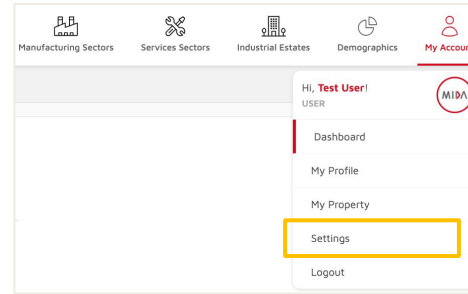 Manufacturing Sectors Services Sectors Industrial Estates Demographics My Accoun
Hi, Test User!
USER
MIDA
Dashboard
My Profile
My Property
Settings
Logout